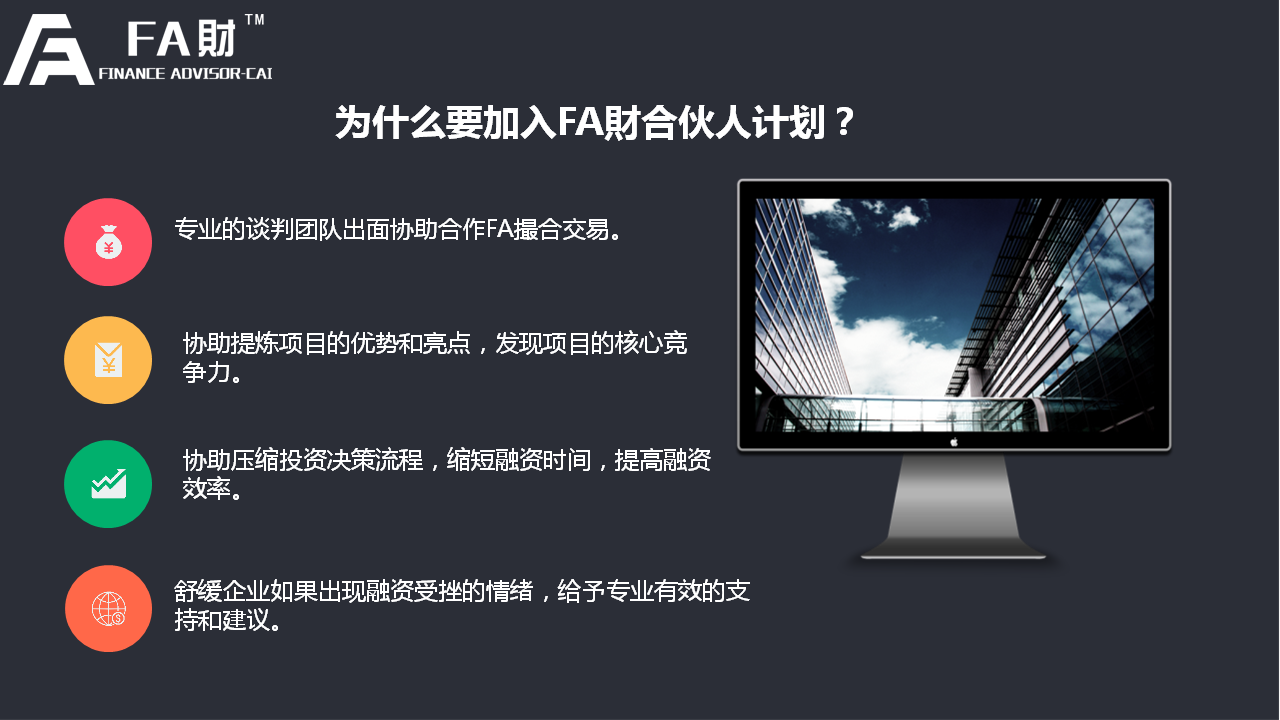 FA財™
FINANCE ADVISOR-CAI
为什么要加入FA財合伙人计划？
专业的谈判团队出面协助合作FA撮合交易。
协助提炼项目的优势和亮点，发现项目的核心竞
争力。
协助压缩投资决策流程，缩短融资时间，提高融资
效率。
舒缓企业如果出现融资受挫的情绪，给予专业有效的支
持和建议。